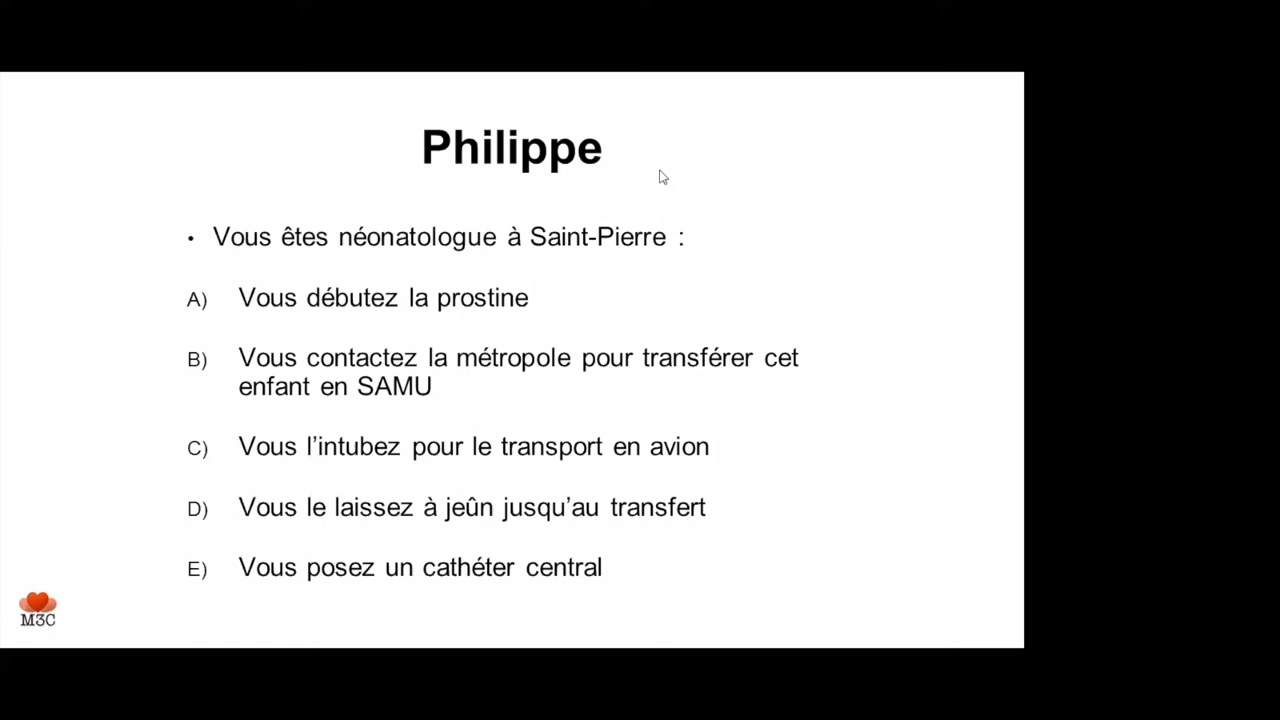 Philippe
• Vous êtes néonatologue à Saint-Pierre :
A) Vous débutez la prostine
B) Vous contactez la métropole pour transférer cet
enfant en SAMU
C) Vous l'intubez pour le transport en avion
D) Vous le laissez à jeûn jusqu'au transfert
E) Vous posez un cathéter central
M3C